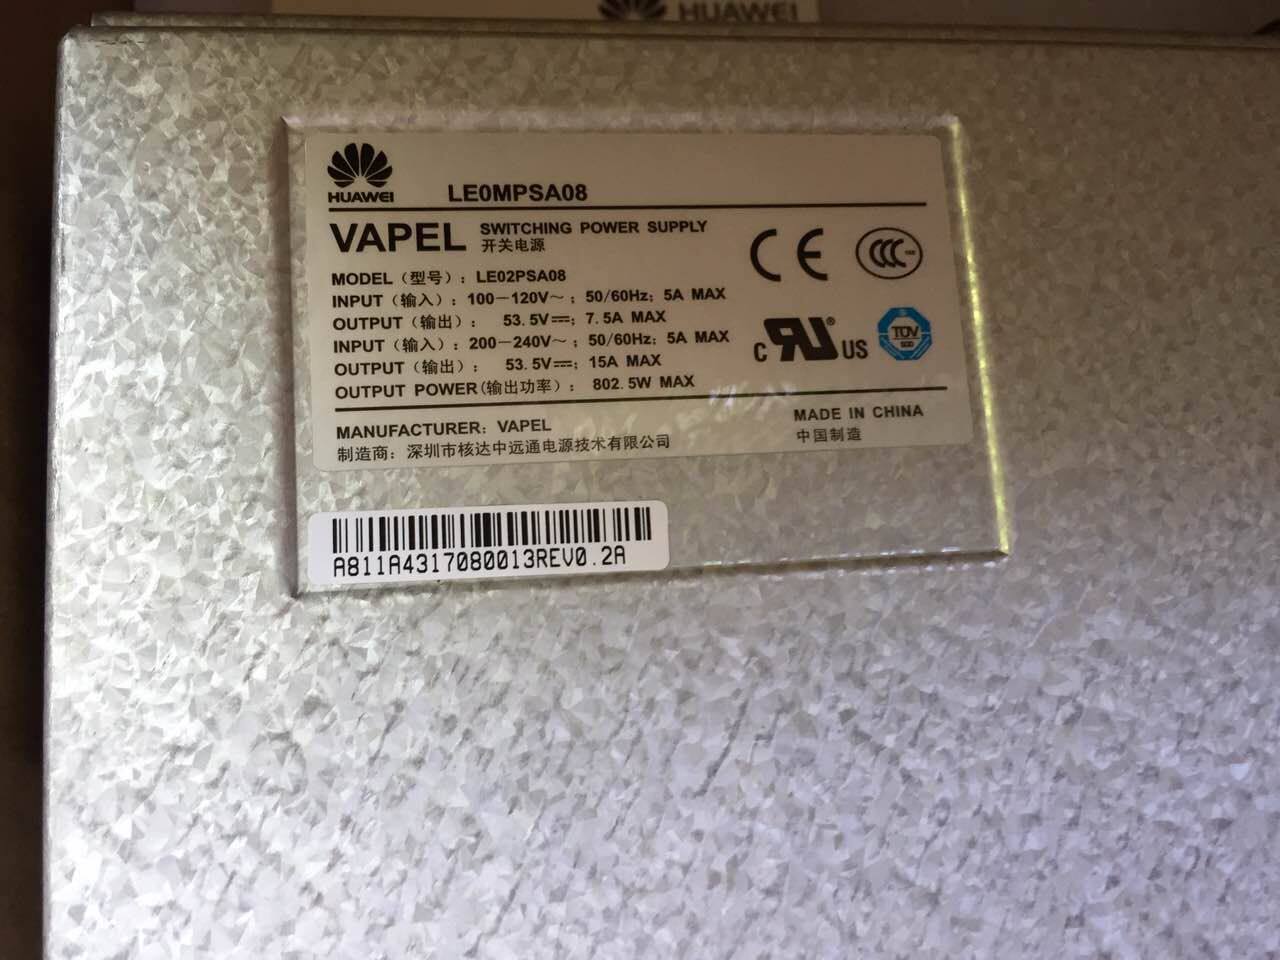 HUAWEI
HUAWEI
LE0MPSA08
VAPEL SWITCHING POWER SUPPLY
开关电源
MODEL (型号): LE02PSA08
INPUT (输入): 100－120V～; 50/60Hz; 5A MAX
OUTPUT (输出): 53.5V⎓; 7.5A MAX
INPUT (输入): 200－240V～; 50/60Hz; 5A MAX
OUTPUT (输出): 53.5V⎓; 15A MAX
OUTPUT POWER(输出功率): 802.5W MAX
CE
CCC
c RU US
TUV
MANUFACTURER: VAPEL
制造商: 深圳市核达中远通电源技术有限公司
MADE IN CHINA
中国制造
A811A4317080013REV0.2A